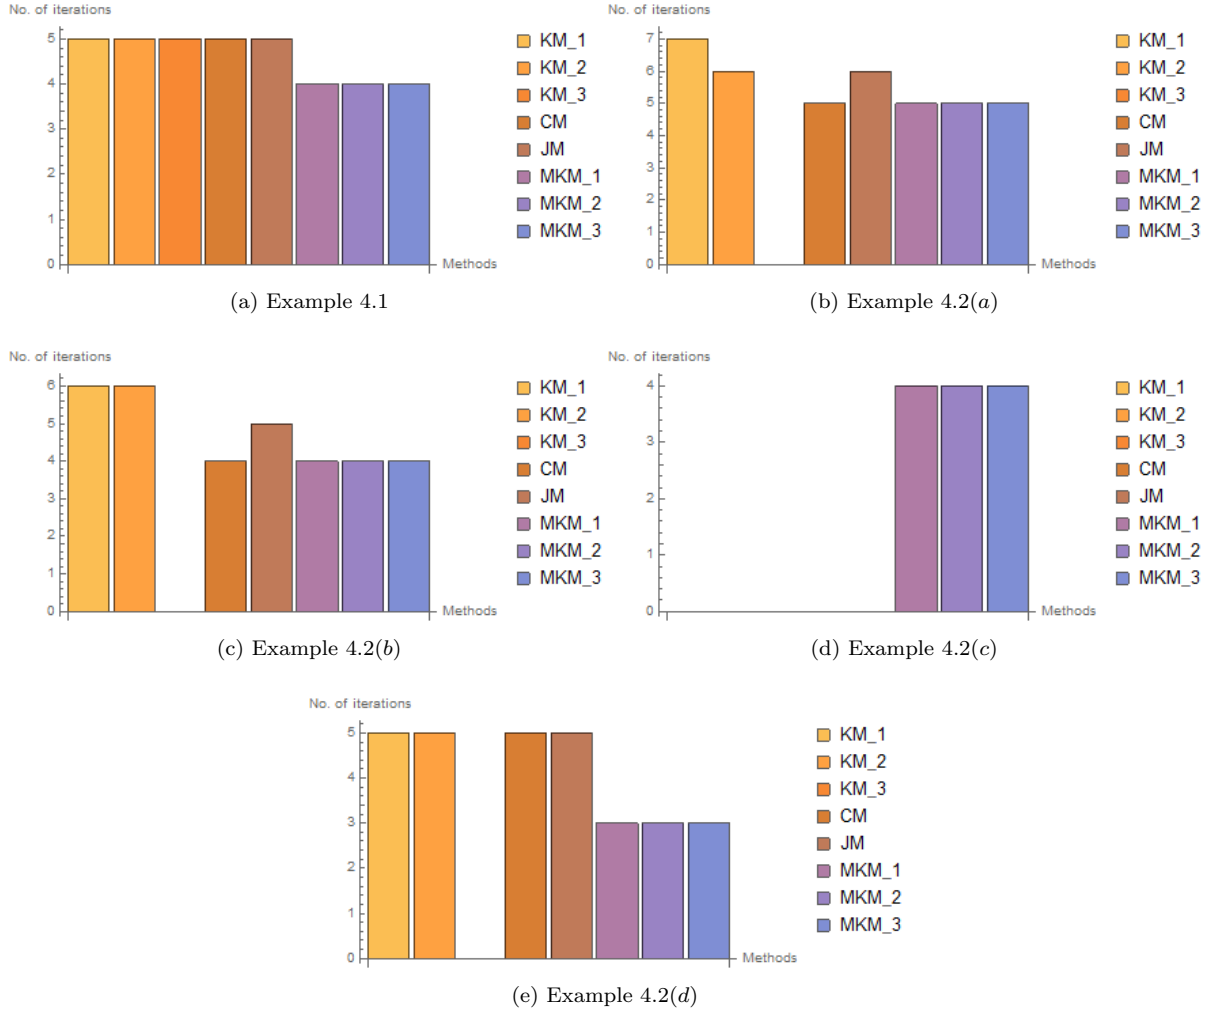 No. of iterations
5
4
3
2
1
0
Methods
KM_1
KM_2
KM_3
CM
JM
MKM_1
MKM_2
MKM_3
(a) Example 4.1
No. of iterations
7
6
5
4
3
2
1
0
Methods
KM_1
KM_2
KM_3
CM
JM
MKM_1
MKM_2
MKM_3
(b) Example 4.2(a)
No. of iterations
6
5
4
3
2
1
0
Methods
KM_1
KM_2
KM_3
CM
JM
MKM_1
MKM_2
MKM_3
(c) Example 4.2(b)
No. of iterations
4
3
2
1
0
Methods
KM_1
KM_2
KM_3
CM
JM
MKM_1
MKM_2
MKM_3
(d) Example 4.2(c)
No. of iterations
5
4
3
2
1
0
Methods
KM_1
KM_2
KM_3
CM
JM
MKM_1
MKM_2
MKM_3
(e) Example 4.2(d)